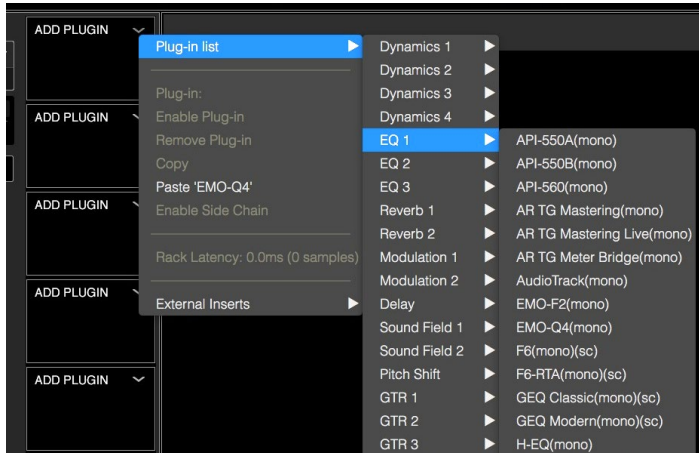 ADD PLUGIN
ADD PLUGIN
ADD PLUGIN
ADD PLUGIN
ADD PLUGIN
Plug-in list
Plug-in:
Enable Plug-in
Remove Plug-in
Copy
Paste 'EMO-Q4'
Enable Side Chain
Rack Latency: 0.0ms (0 samples)
External Inserts
Dynamics 1
Dynamics 2
Dynamics 3
Dynamics 4
EQ 1
EQ 2
EQ 3
Reverb 1
Reverb 2
Modulation 1
Modulation 2
Delay
Sound Field 1
Sound Field 2
Pitch Shift
GTR 1
GTR 2
GTR 3
API-550A(mono)
API-550B(mono)
API-560(mono)
AR TG Mastering(mono)
AR TG Mastering Live(mono)
AR TG Meter Bridge(mono)
AudioTrack(mono)
EMO-F2(mono)
EMO-Q4(mono)
F6(mono)(sc)
F6-RTA(mono)(sc)
GEQ Classic(mono)(sc)
GEQ Modern(mono)(sc)
H-EQ(mono)